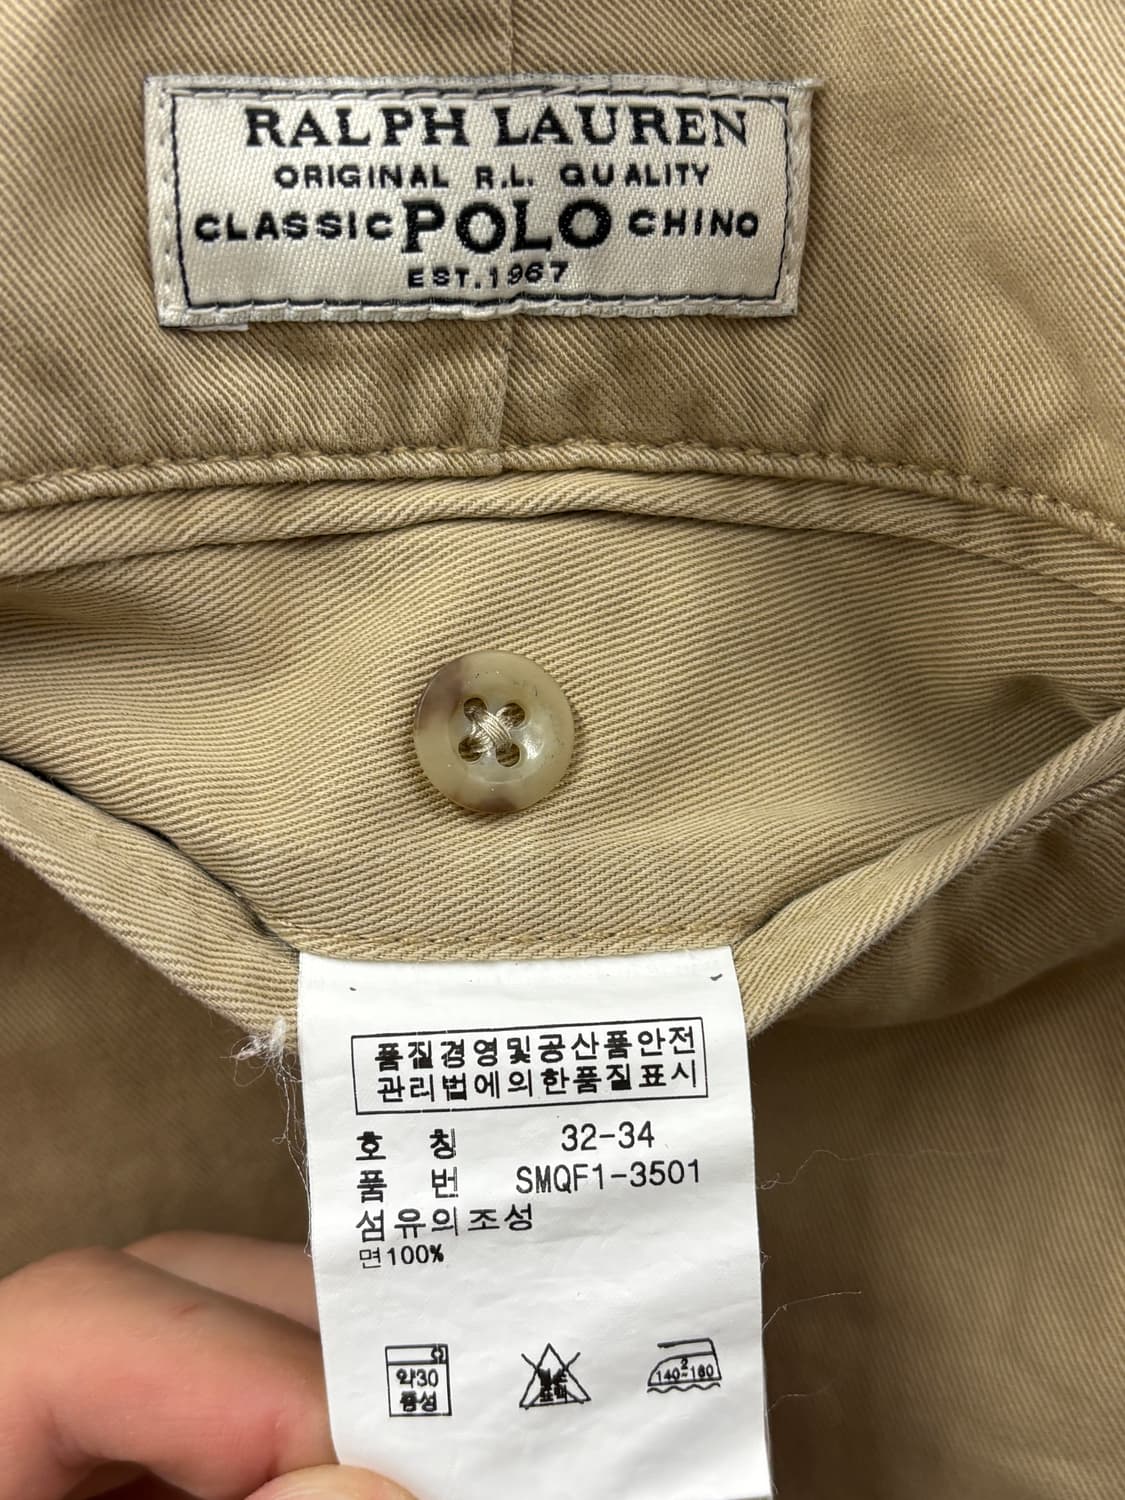 RALPH LAUREN
ORIGINAL R.L. QUALITY
CLASSIC POLO CHINO
EST. 1967
품질경영및공산품안전
관리법에의한품질표시
호 칭 32-34
품 번 SMQF1-3501
섬유의조성
면100%
약30
중성
140~160